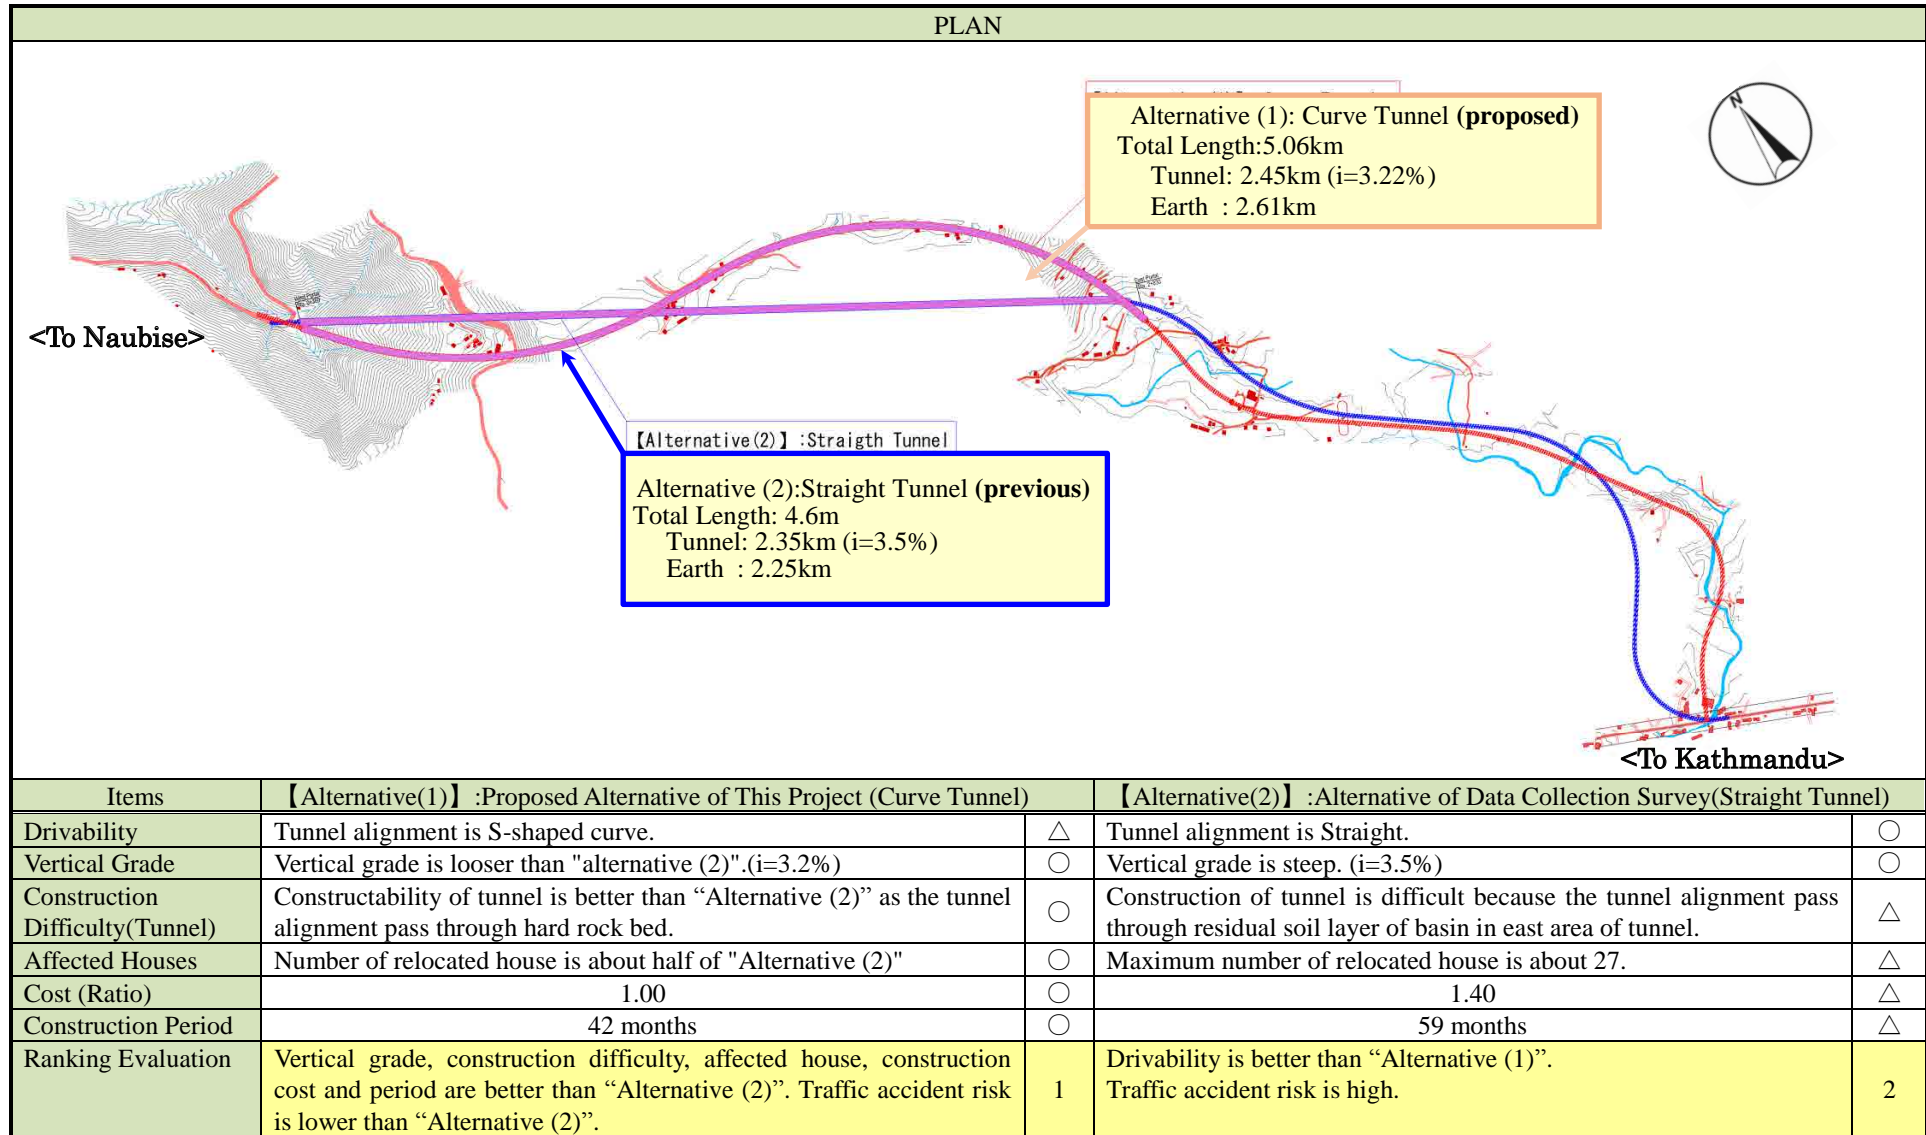 PLAN
N
Alternative (1): Curve Tunnel (proposed)
Total Length:5.06km
Tunnel: 2.45km (i=3.22%)
Earth : 2.61km
<To Naubise>
【Alternative(2)】 :Straigth Tunnel
Alternative (2):Straight Tunnel (previous)
Total Length: 4.6m
Tunnel: 2.35km (i=3.5%)
Earth : 2.25km
<To Kathmandu>
Items 【Alternative(1)】 :Proposed Alternative of This Project (Curve Tunnel) 【Alternative(2)】 :Alternative of Data Collection Survey(Straight Tunnel)
Drivability Tunnel alignment is S-shaped curve. △ Tunnel alignment is Straight. ○
Vertical Grade Vertical grade is looser than "alternative (2)".(i=3.2%) ○ Vertical grade is steep. (i=3.5%) ○
Construction
Difficulty(Tunnel)
Constructability of tunnel is better than “Alternative (2)” as the tunnel
alignment pass through hard rock bed.
○
Construction of tunnel is difficult because the tunnel alignment pass
through residual soil layer of basin in east area of tunnel.
△
Affected Houses Number of relocated house is about half of "Alternative (2)" ○ Maximum number of relocated house is about 27. △
Cost (Ratio) 1.00 ○ 1.40 △
Construction Period 42 months ○ 59 months △
Ranking Evaluation
Vertical grade, construction difficulty, affected house, construction
cost and period are better than “Alternative (2)”. Traffic accident risk
is lower than “Alternative (2)”.
1
Drivability is better than “Alternative (1)”.
Traffic accident risk is high.
2